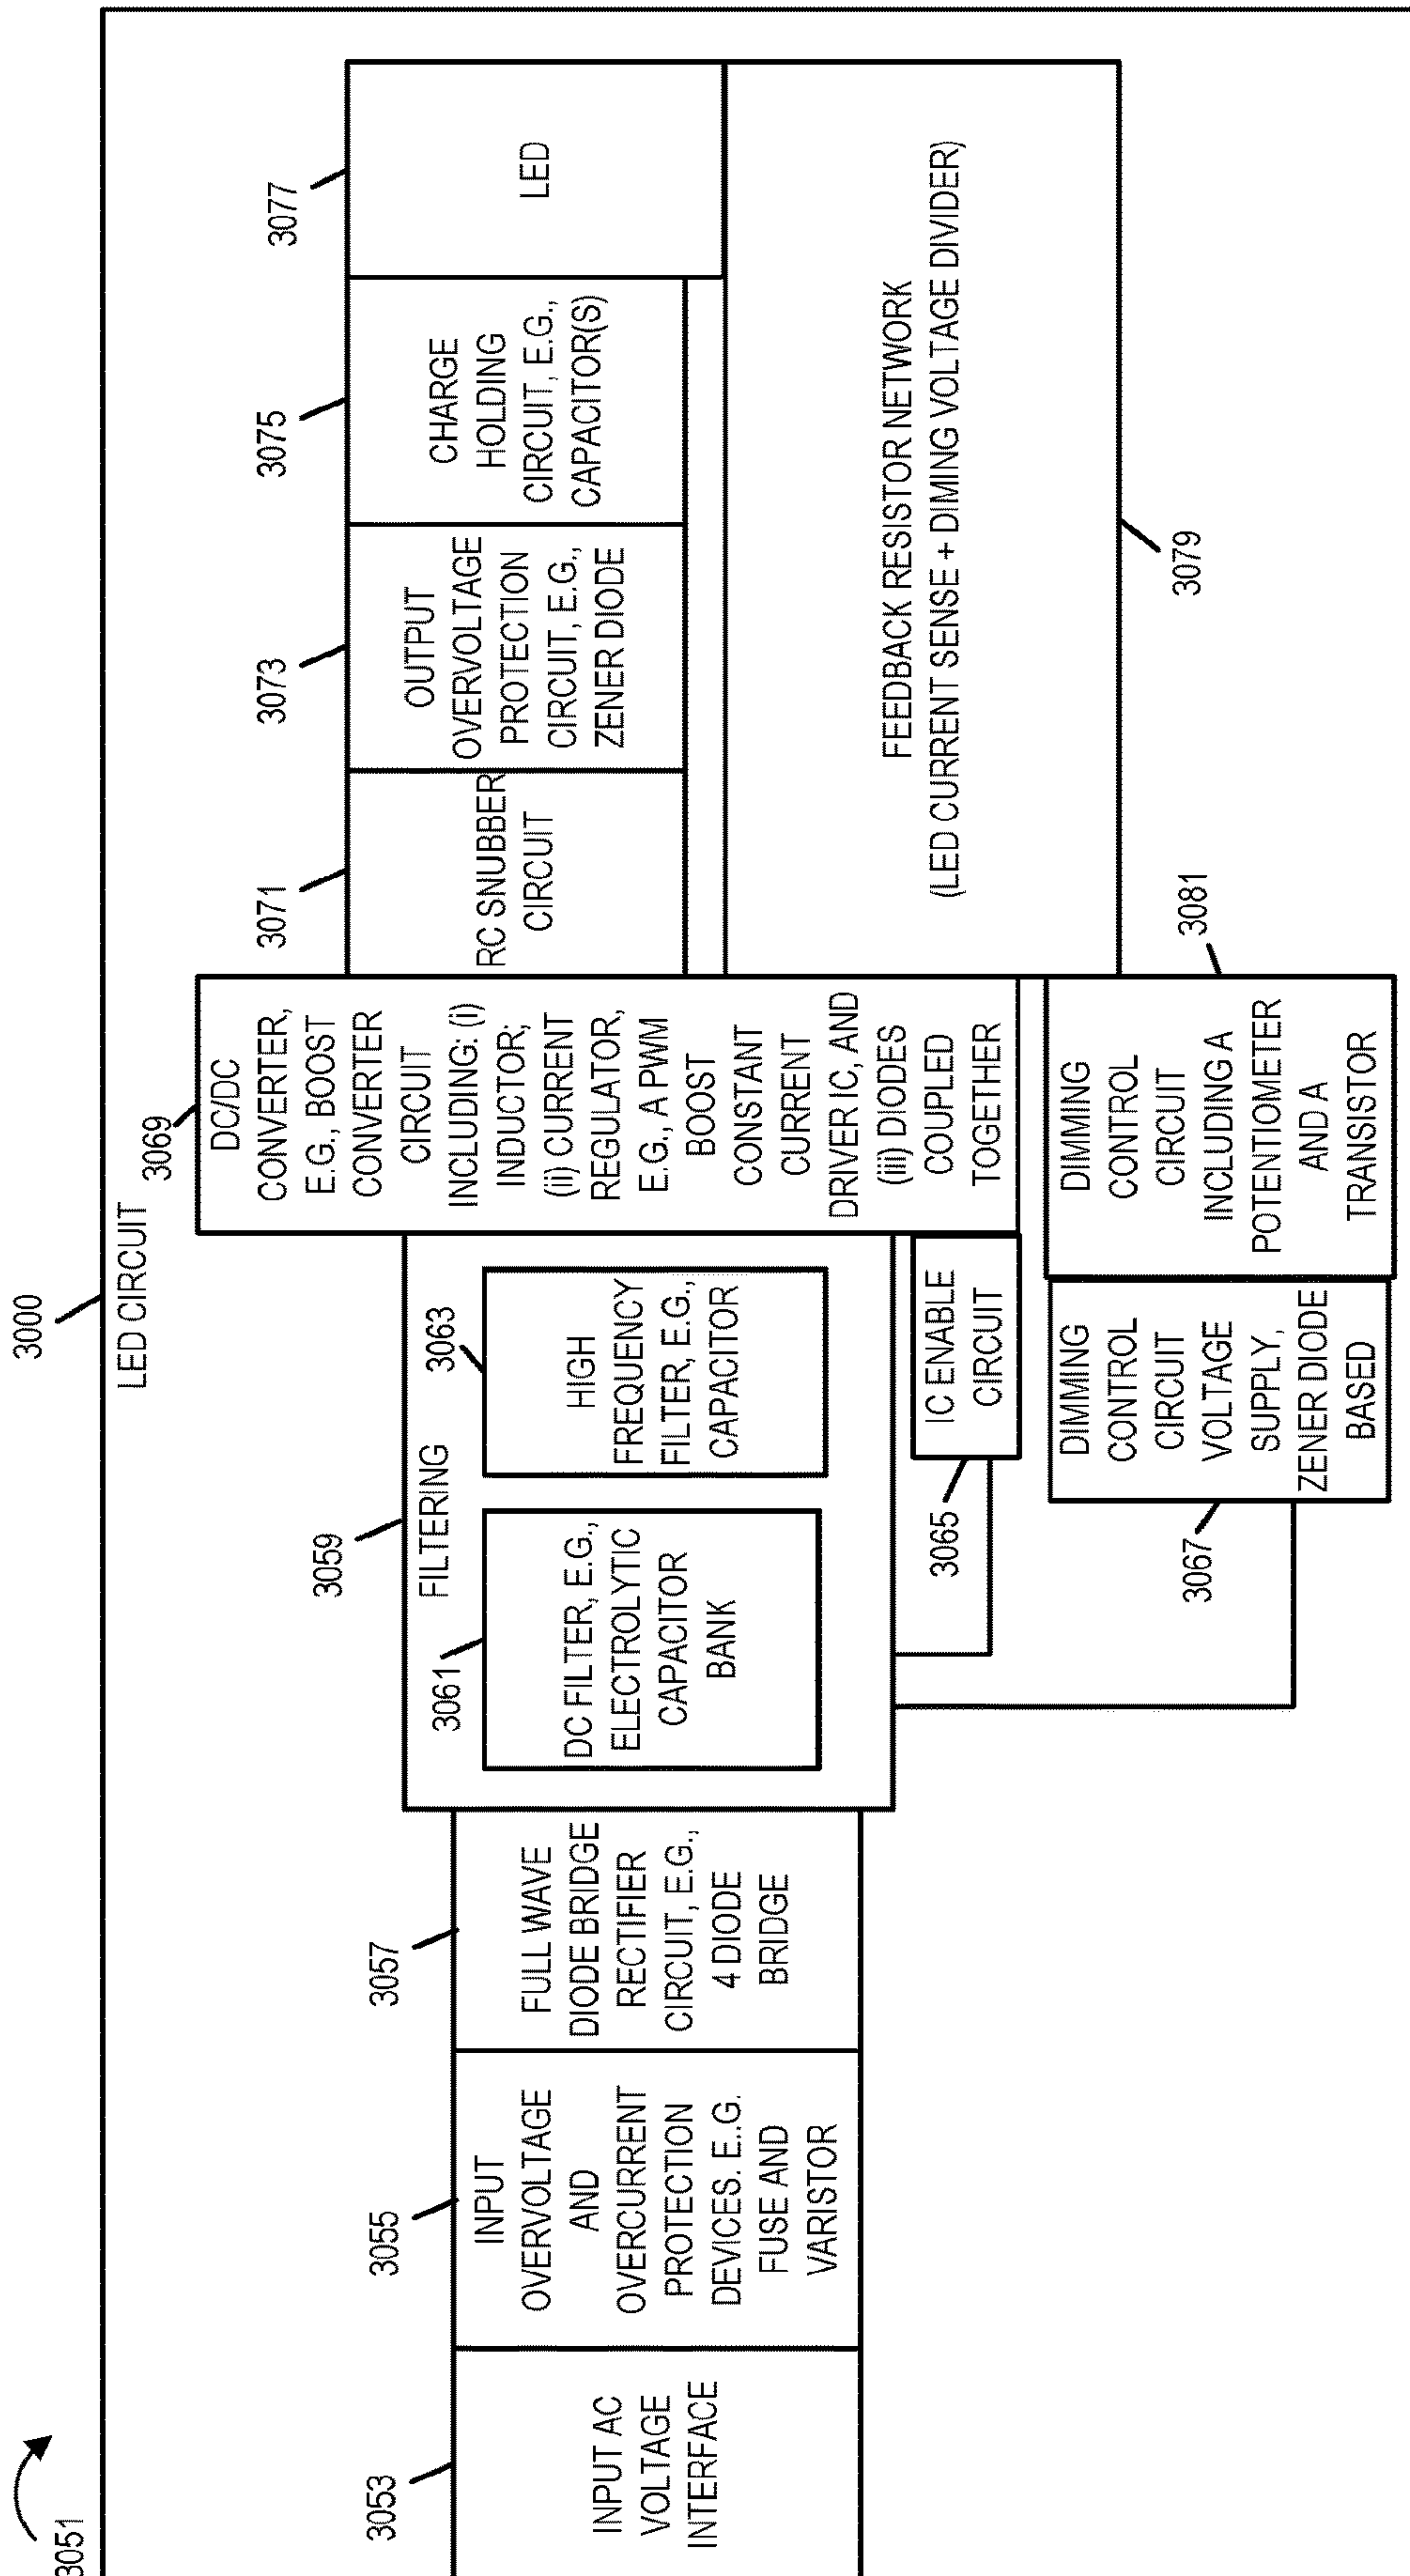 3051
3000
LED CIRCUIT
3053
INPUT AC
VOLTAGE
INTERFACE
3055
INPUT
OVERVOLTAGE
AND
OVERCURRENT
PROTECTION
DEVICES. E..G.
FUSE AND
VARISTOR
3057
FULL WAVE
DIODE BRIDGE
RECTIFIER
CIRCUIT, E.G.,
4 DIODE
BRIDGE
3059
FILTERING
3061
DC FILTER, E.G.,
ELECTROLYTIC
CAPACITOR
BANK
3063
HIGH
FREQUENCY
FILTER, E.G.,
CAPACITOR
3065
IC ENABLE
CIRCUIT
3067
DIMMING
CONTROL
CIRCUIT
VOLTAGE
SUPPLY,
ZENER DIODE
BASED
3069
DC/DC
CONVERTER,
E.G., BOOST
CONVERTER
CIRCUIT
INCLUDING: (i)
INDUCTOR;
(ii) CURRENT
REGULATOR,
E.G., A PWM
BOOST
CONSTANT
CURRENT
DRIVER IC, AND
(iii) DIODES
COUPLED
TOGETHER
3081
DIMMING
CONTROL
CIRCUIT
INCLUDING A
POTENTIOMETER
AND A
TRANSISTOR
3071
RC SNUBBER
CIRCUIT
3073
OUTPUT
OVERVOLTAGE
PROTECTION
CIRCUIT, E.G.,
ZENER DIODE
3075
CHARGE
HOLDING
CIRCUIT, E.G.,
CAPACITOR(S)
3077
LED
FEEDBACK RESISTOR NETWORK
(LED CURRENT SENSE + DIMING VOLTAGE DIVIDER)
3079